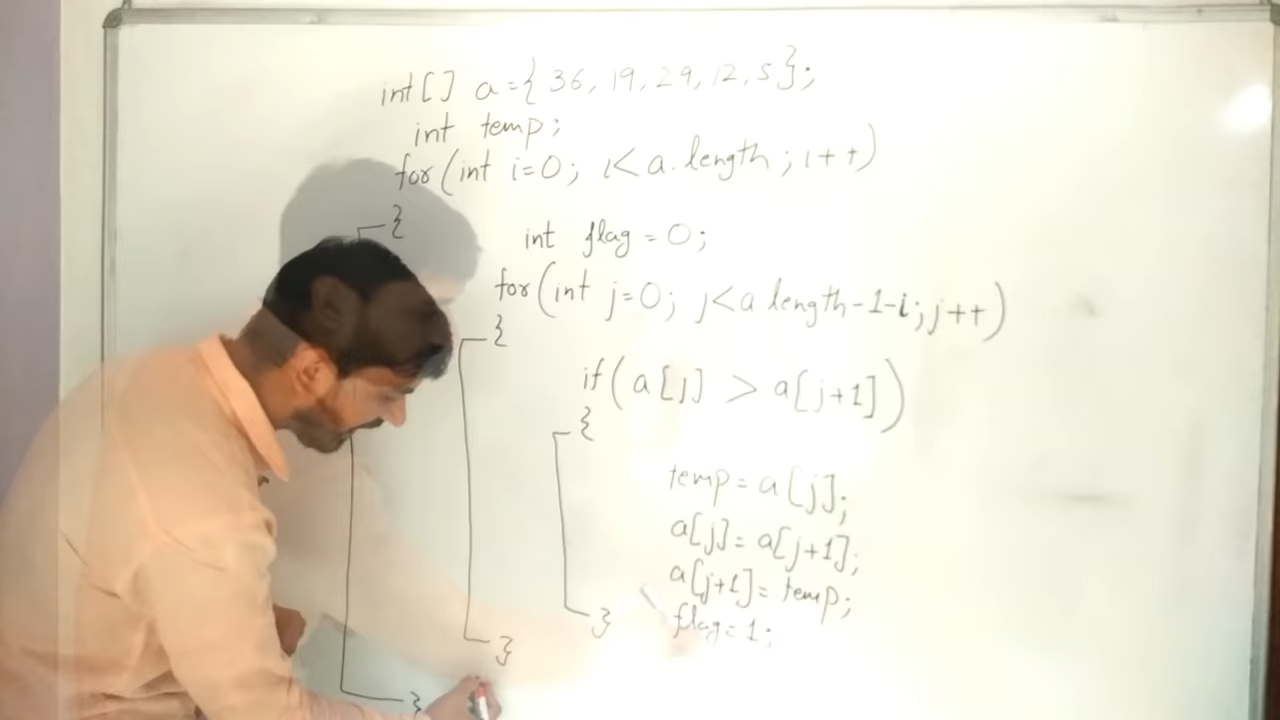 int[] a={36, 19, 29, 12, 5};
int temp;
for(int i=0; i<a.length; i++)
{
int flag = 0;
for(int j=0; j<a length-1-i; j++)
{
if(a[j] > a[j+1])
{
temp=a[j];
a[j]=a[j+1];
a[j+1]=temp;
flag=1;
}
}
}